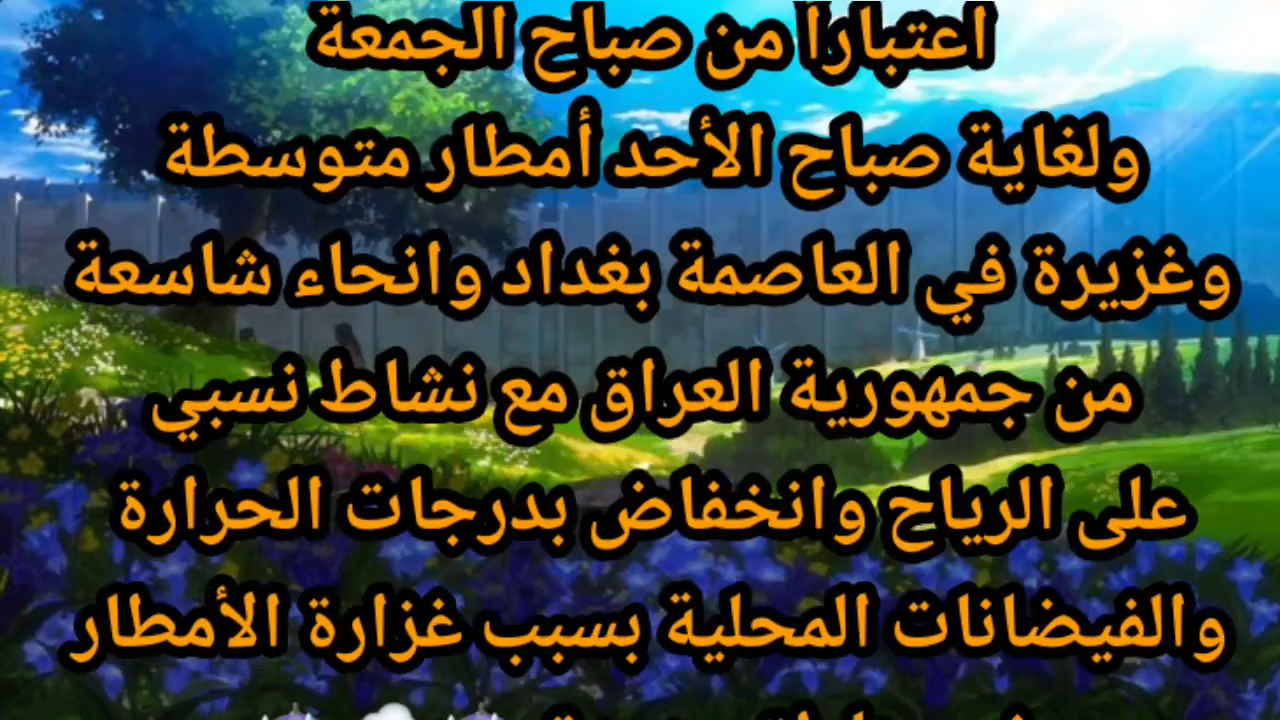 اعتباراً من صباح الجمعة
ولغاية صباح الأحد أمطار متوسطة
وغزيرة في العاصمة بغداد وانحاء شاسعة
من جمهورية العراق مع نشاط نسبي
على الرياح وانخفاض بدرجات الحرارة
والفيضانات المحلية بسبب غزارة الأمطار